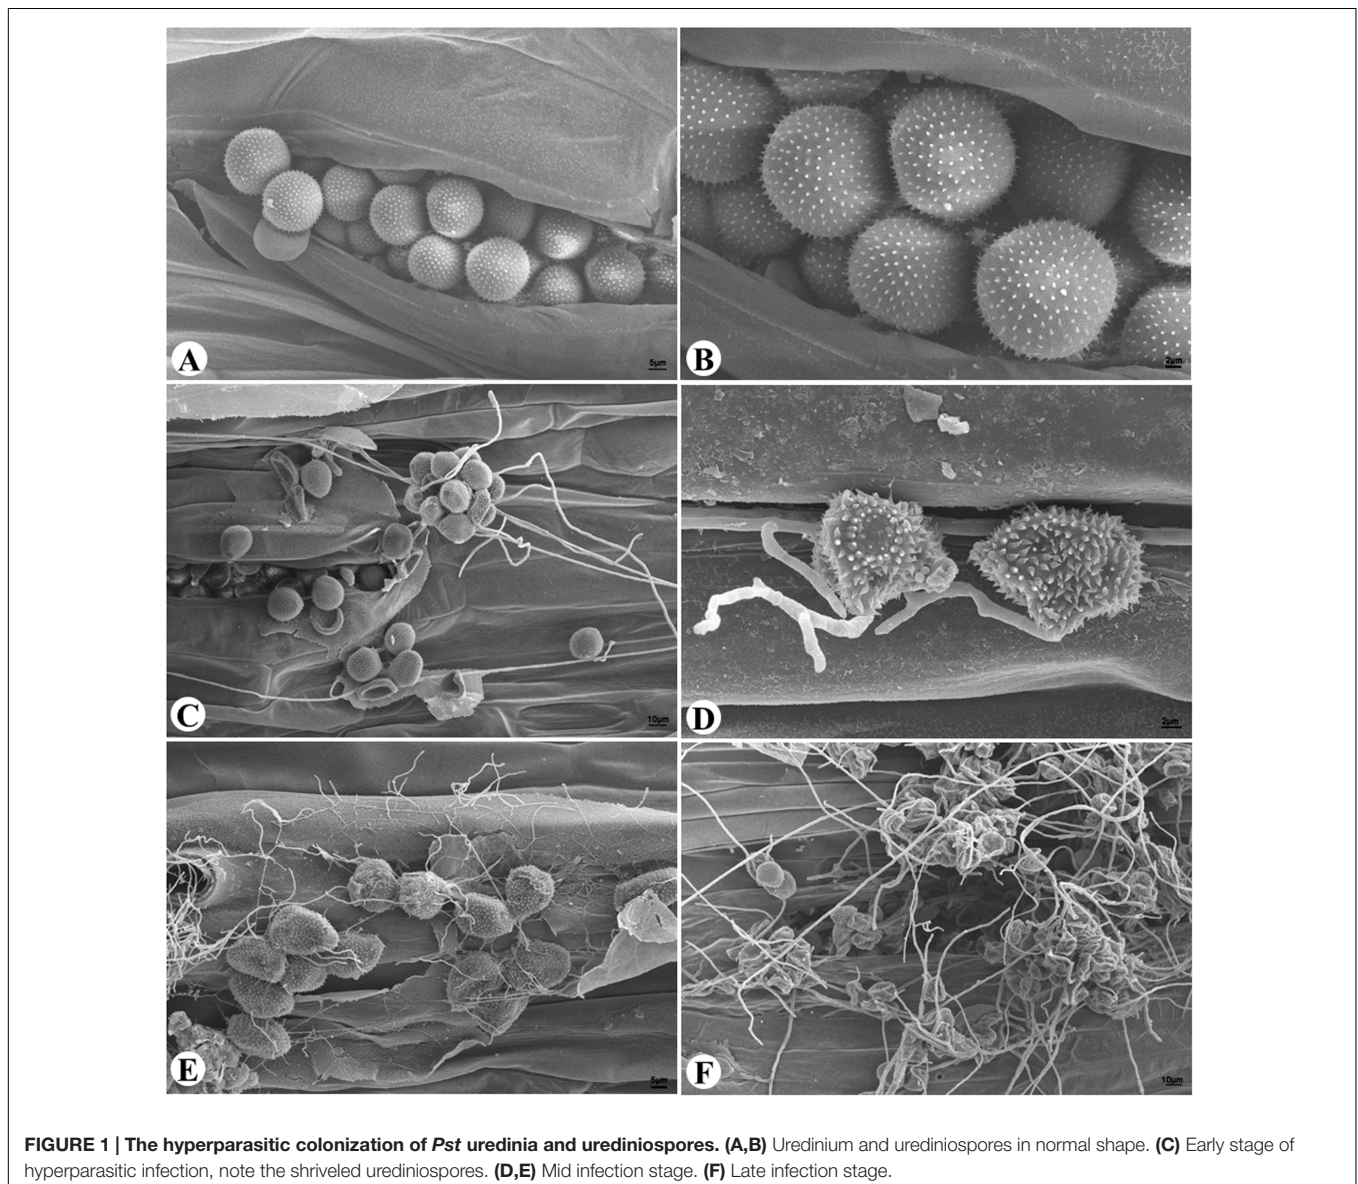 A
5μm
B
2μm
C
10μm
D
2μm
E
5μm
F
10μm
FIGURE 1 | The hyperparasitic colonization of Pst uredinia and urediniospores. (A,B) Uredinium and urediniospores in normal shape. (C) Early stage of
hyperparasitic infection, note the shriveled urediniospores. (D,E) Mid infection stage. (F) Late infection stage.